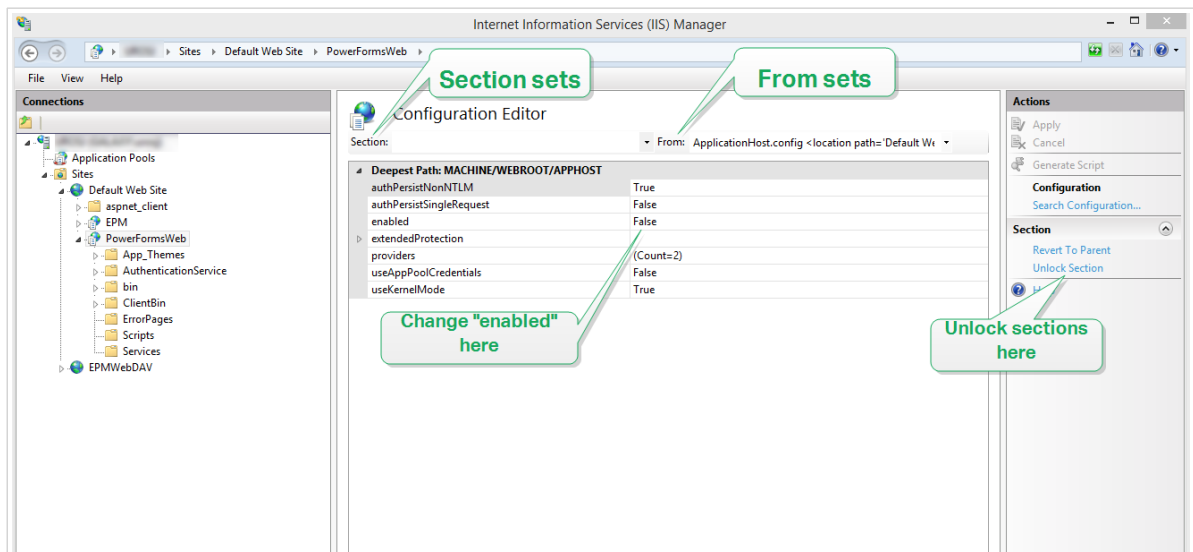 Internet Information Services (IIS) Manager
Sites Default Web Site PowerFormsWeb
File View Help
Section sets
From sets
Connections
Application Pools
Sites
Default Web Site
aspnet_client
EPM
PowerFormsWeb
App_Themes
AuthenticationService
bin
ClientBin
ErrorPages
Scripts
Services
EPMWebDAV
Configuration Editor
Section: From: ApplicationHost.config <location path='Default We
Deepest Path: MACHINE/WEBROOT/APPHOST
authPersistNonNTLM True
authPersistSingleRequest False
enabled False
extendedProtection
providers (Count=2)
useAppPoolCredentials False
useKernelMode True
Change "enabled"
here
Actions
Apply
Cancel
Generate Script
Configuration
Search Configuration...
Section
Revert To Parent
Unlock Section
Unlock sections
here